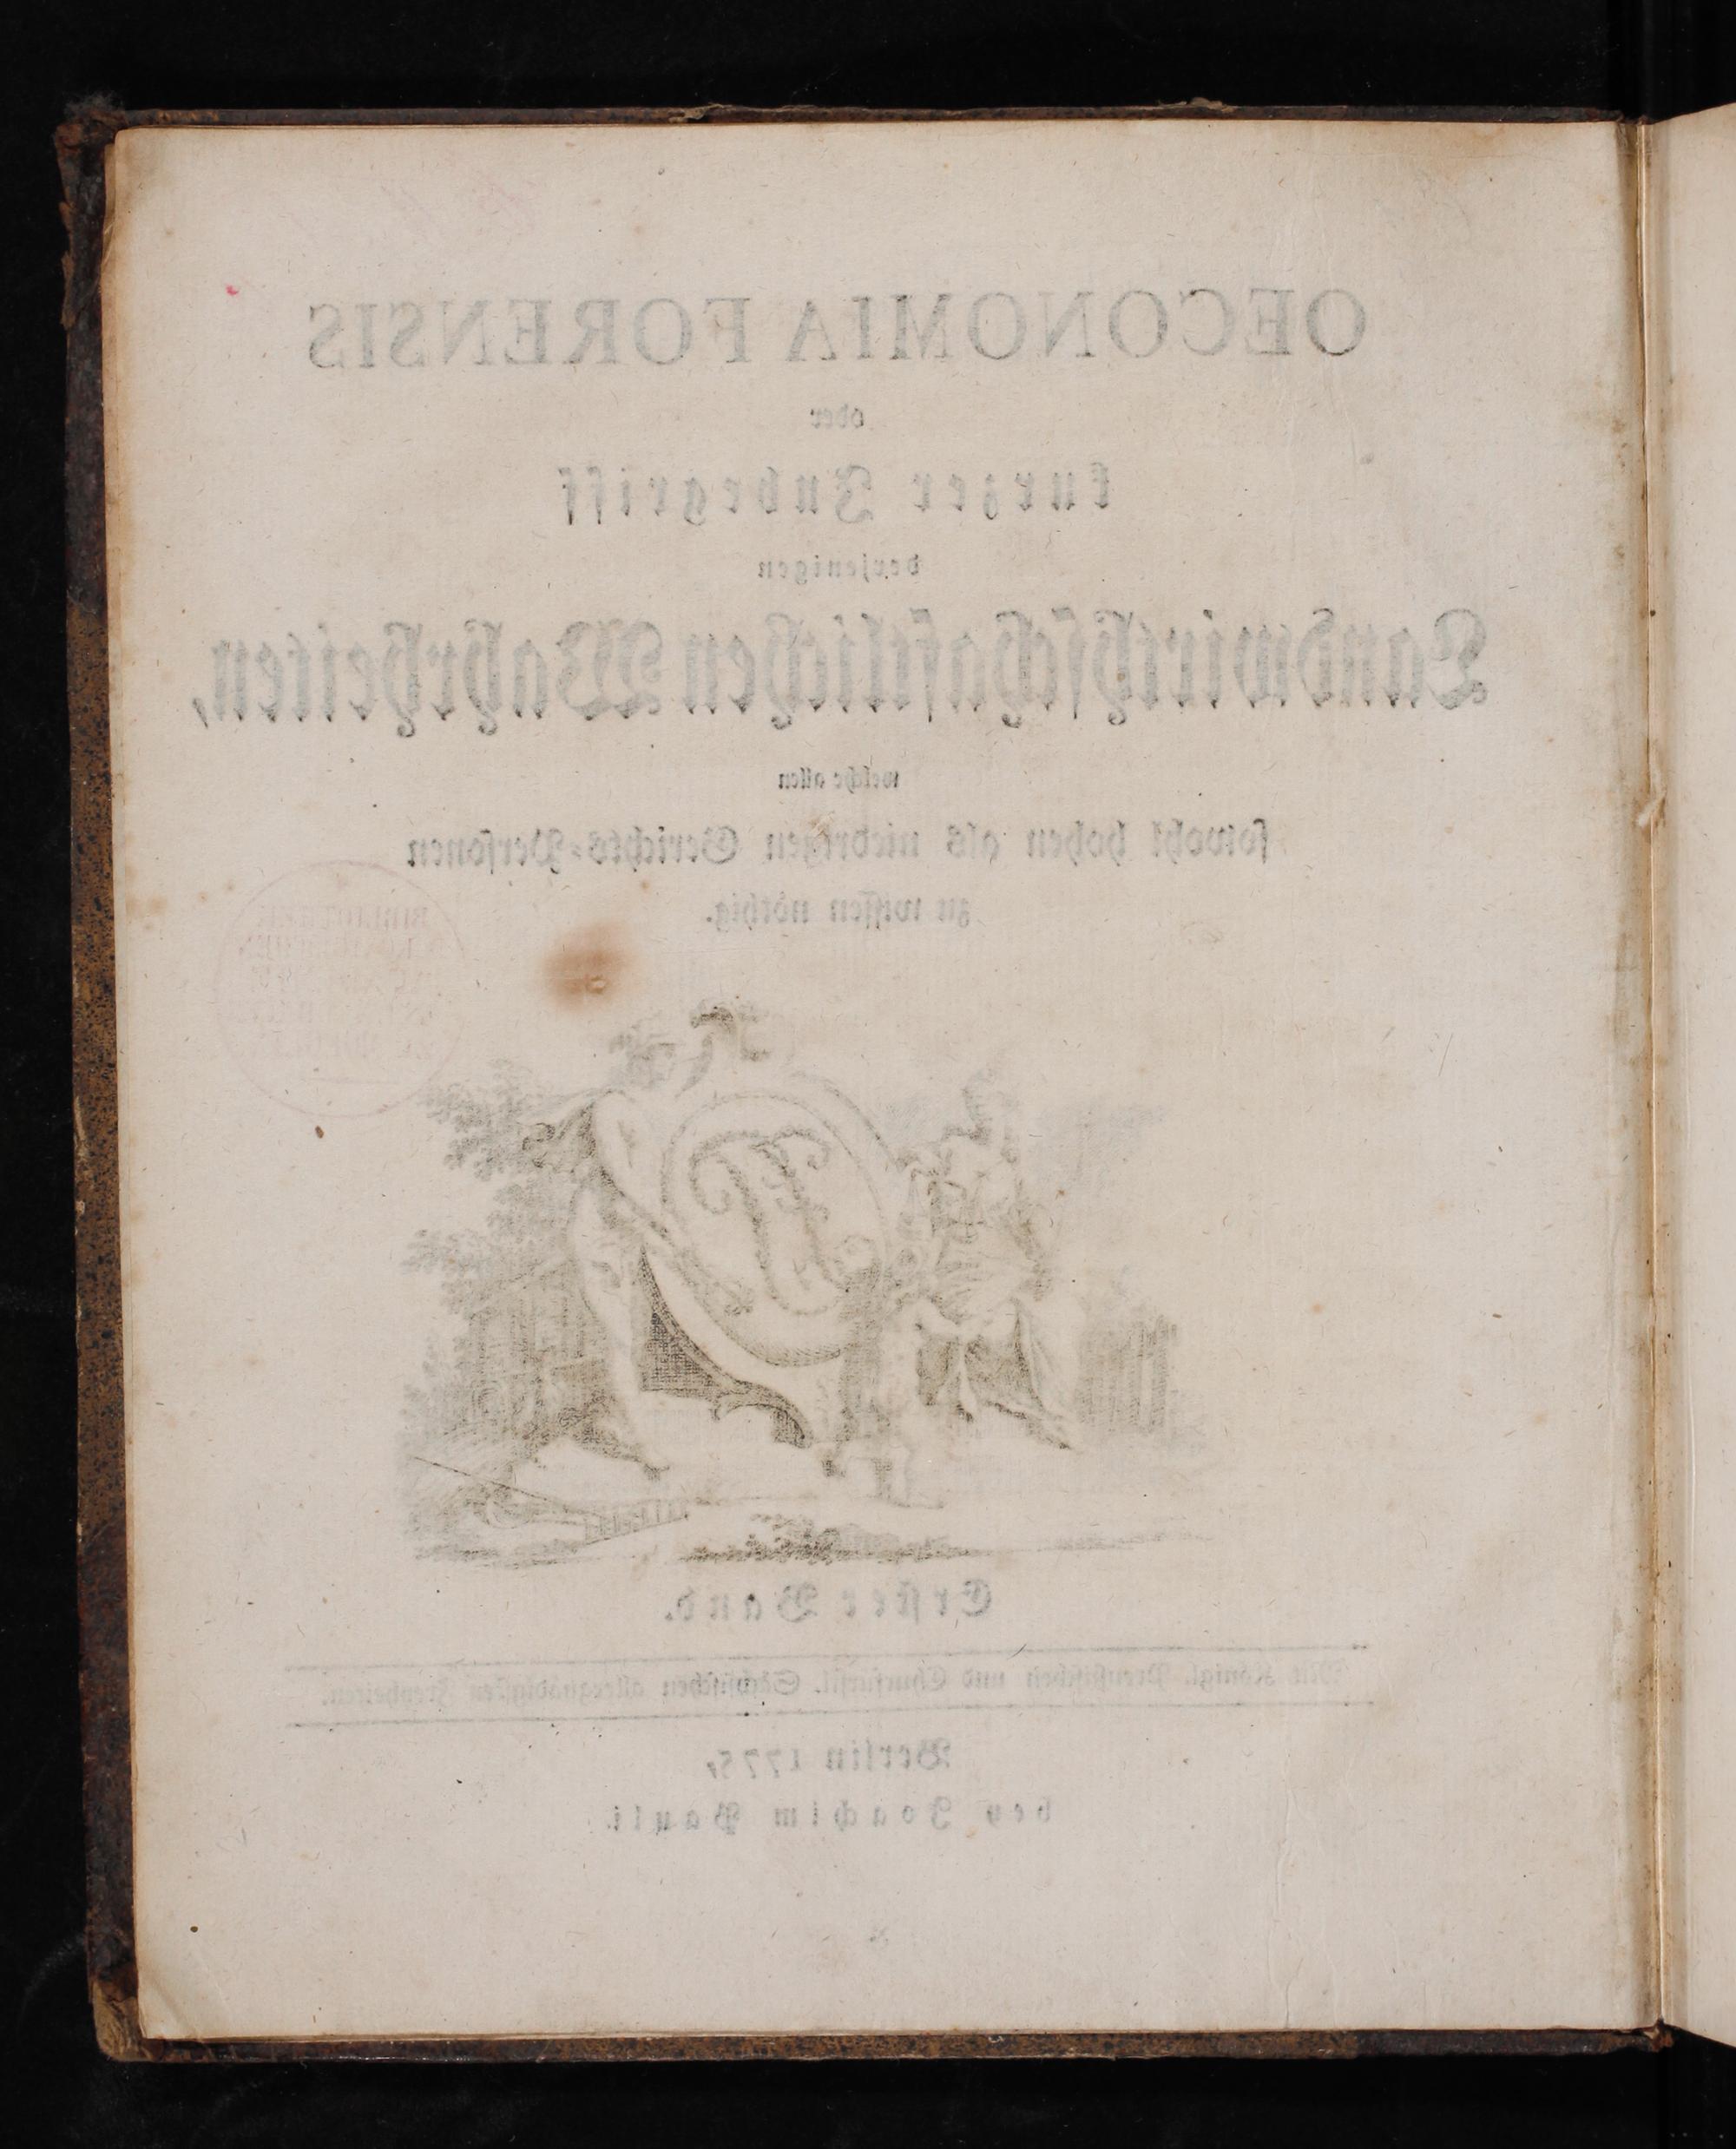 OECONOMIA FORENSIS
oder
kurzer Inbegriff
derjenigen
Landwirthschaftlichen Wahrheiten,
welche allen
sowohl hohen als niedrigen Gerichts-Personen
zu wissen nöthig.
Erster Band.
Mit Königl. Preußischen und Churfürstl. Sächsischen allergnädigsten Freyheiten.
Berlin 1775,
bey Joachim Pauli.